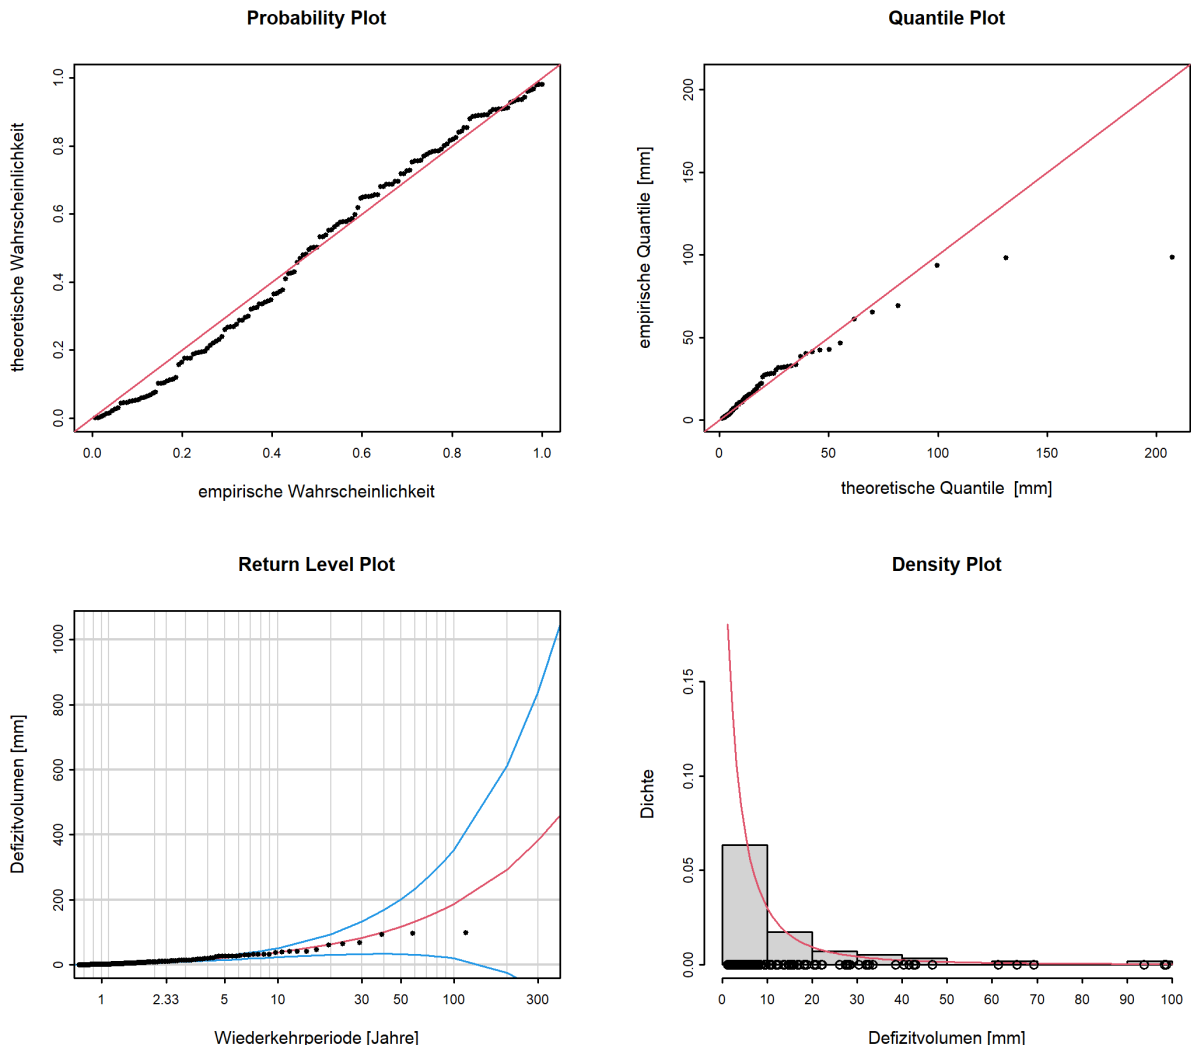 Probability Plot
theoretische Wahrscheinlichkeit
0.0 0.2 0.4 0.6 0.8 1.0
0.0 0.2 0.4 0.6 0.8 1.0
empirische Wahrscheinlichkeit
Quantile Plot
empirische Quantile [mm]
0 50 100 150 200
0 50 100 150 200
theoretische Quantile [mm]
Return Level Plot
Defizitvolumen [mm]
0 200 400 600 800 1000
1 2.33 5 10 30 50 100 300
Wiederkehrperiode [Jahre]
Density Plot
Dichte
0.00 0.05 0.10 0.15
0 10 20 30 40 50 60 70 80 90 100
Defizitvolumen [mm]